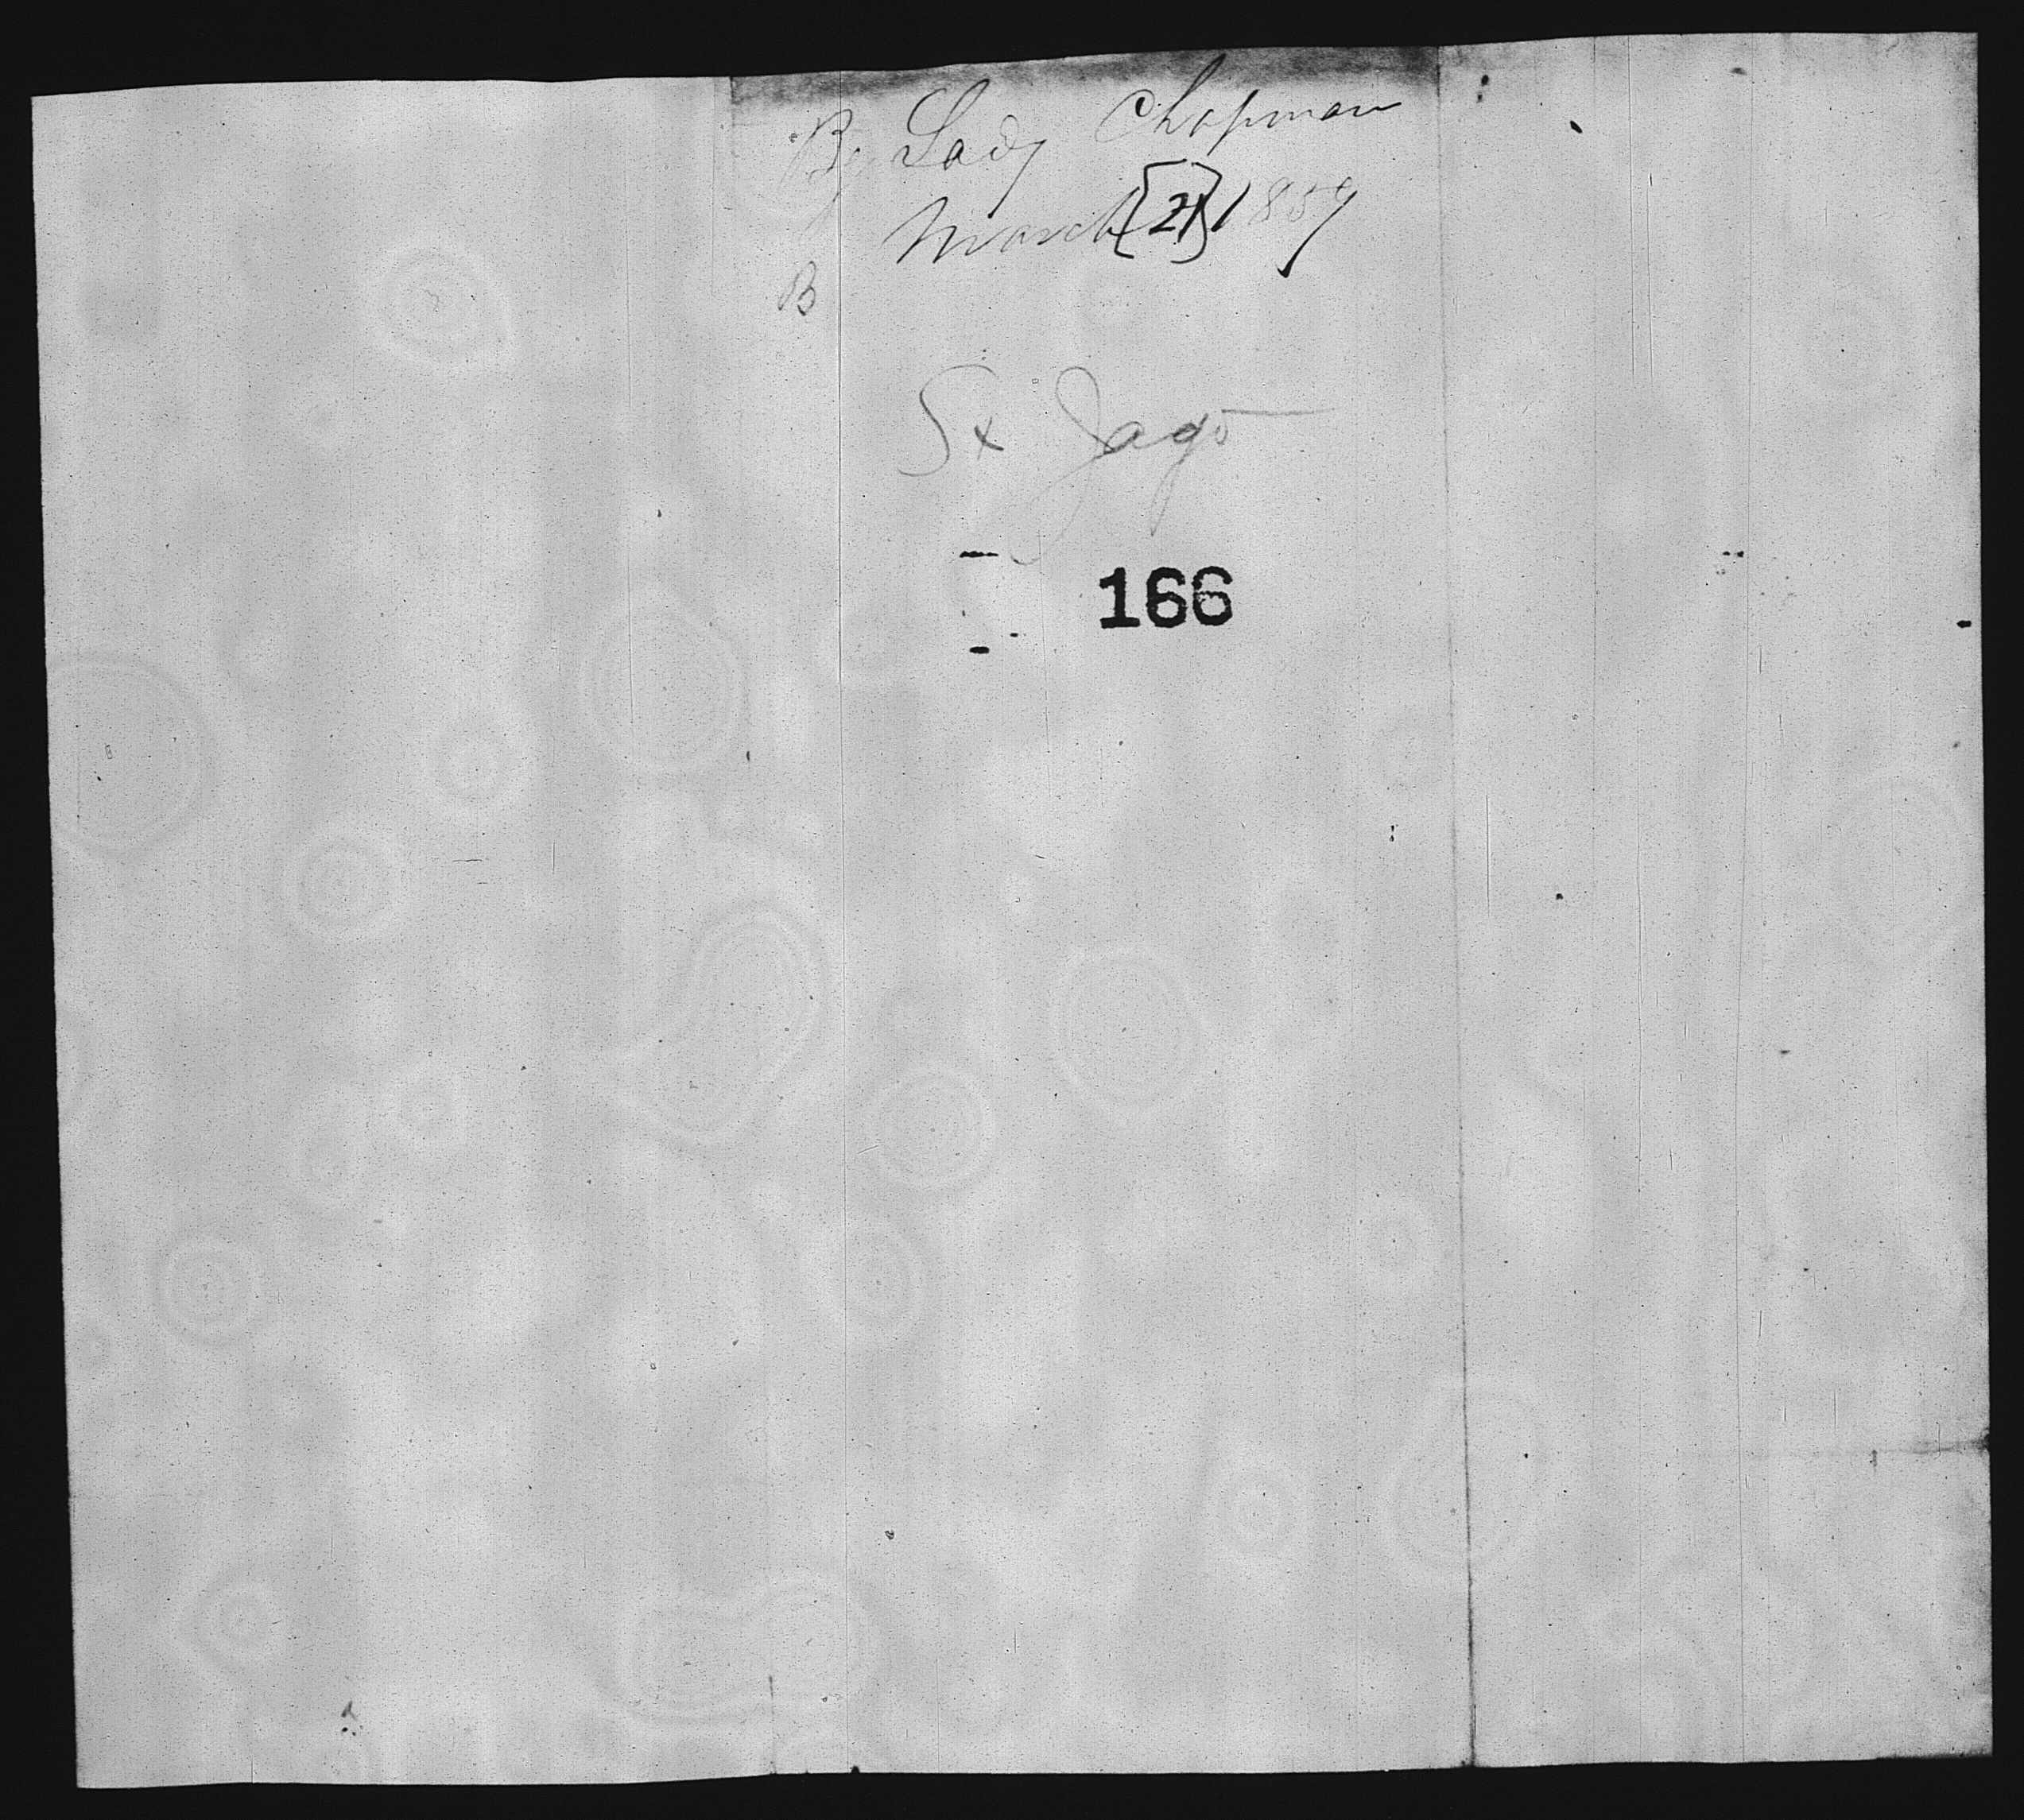 By Lady Chapman
March [21] 1859
B
St Jago
166